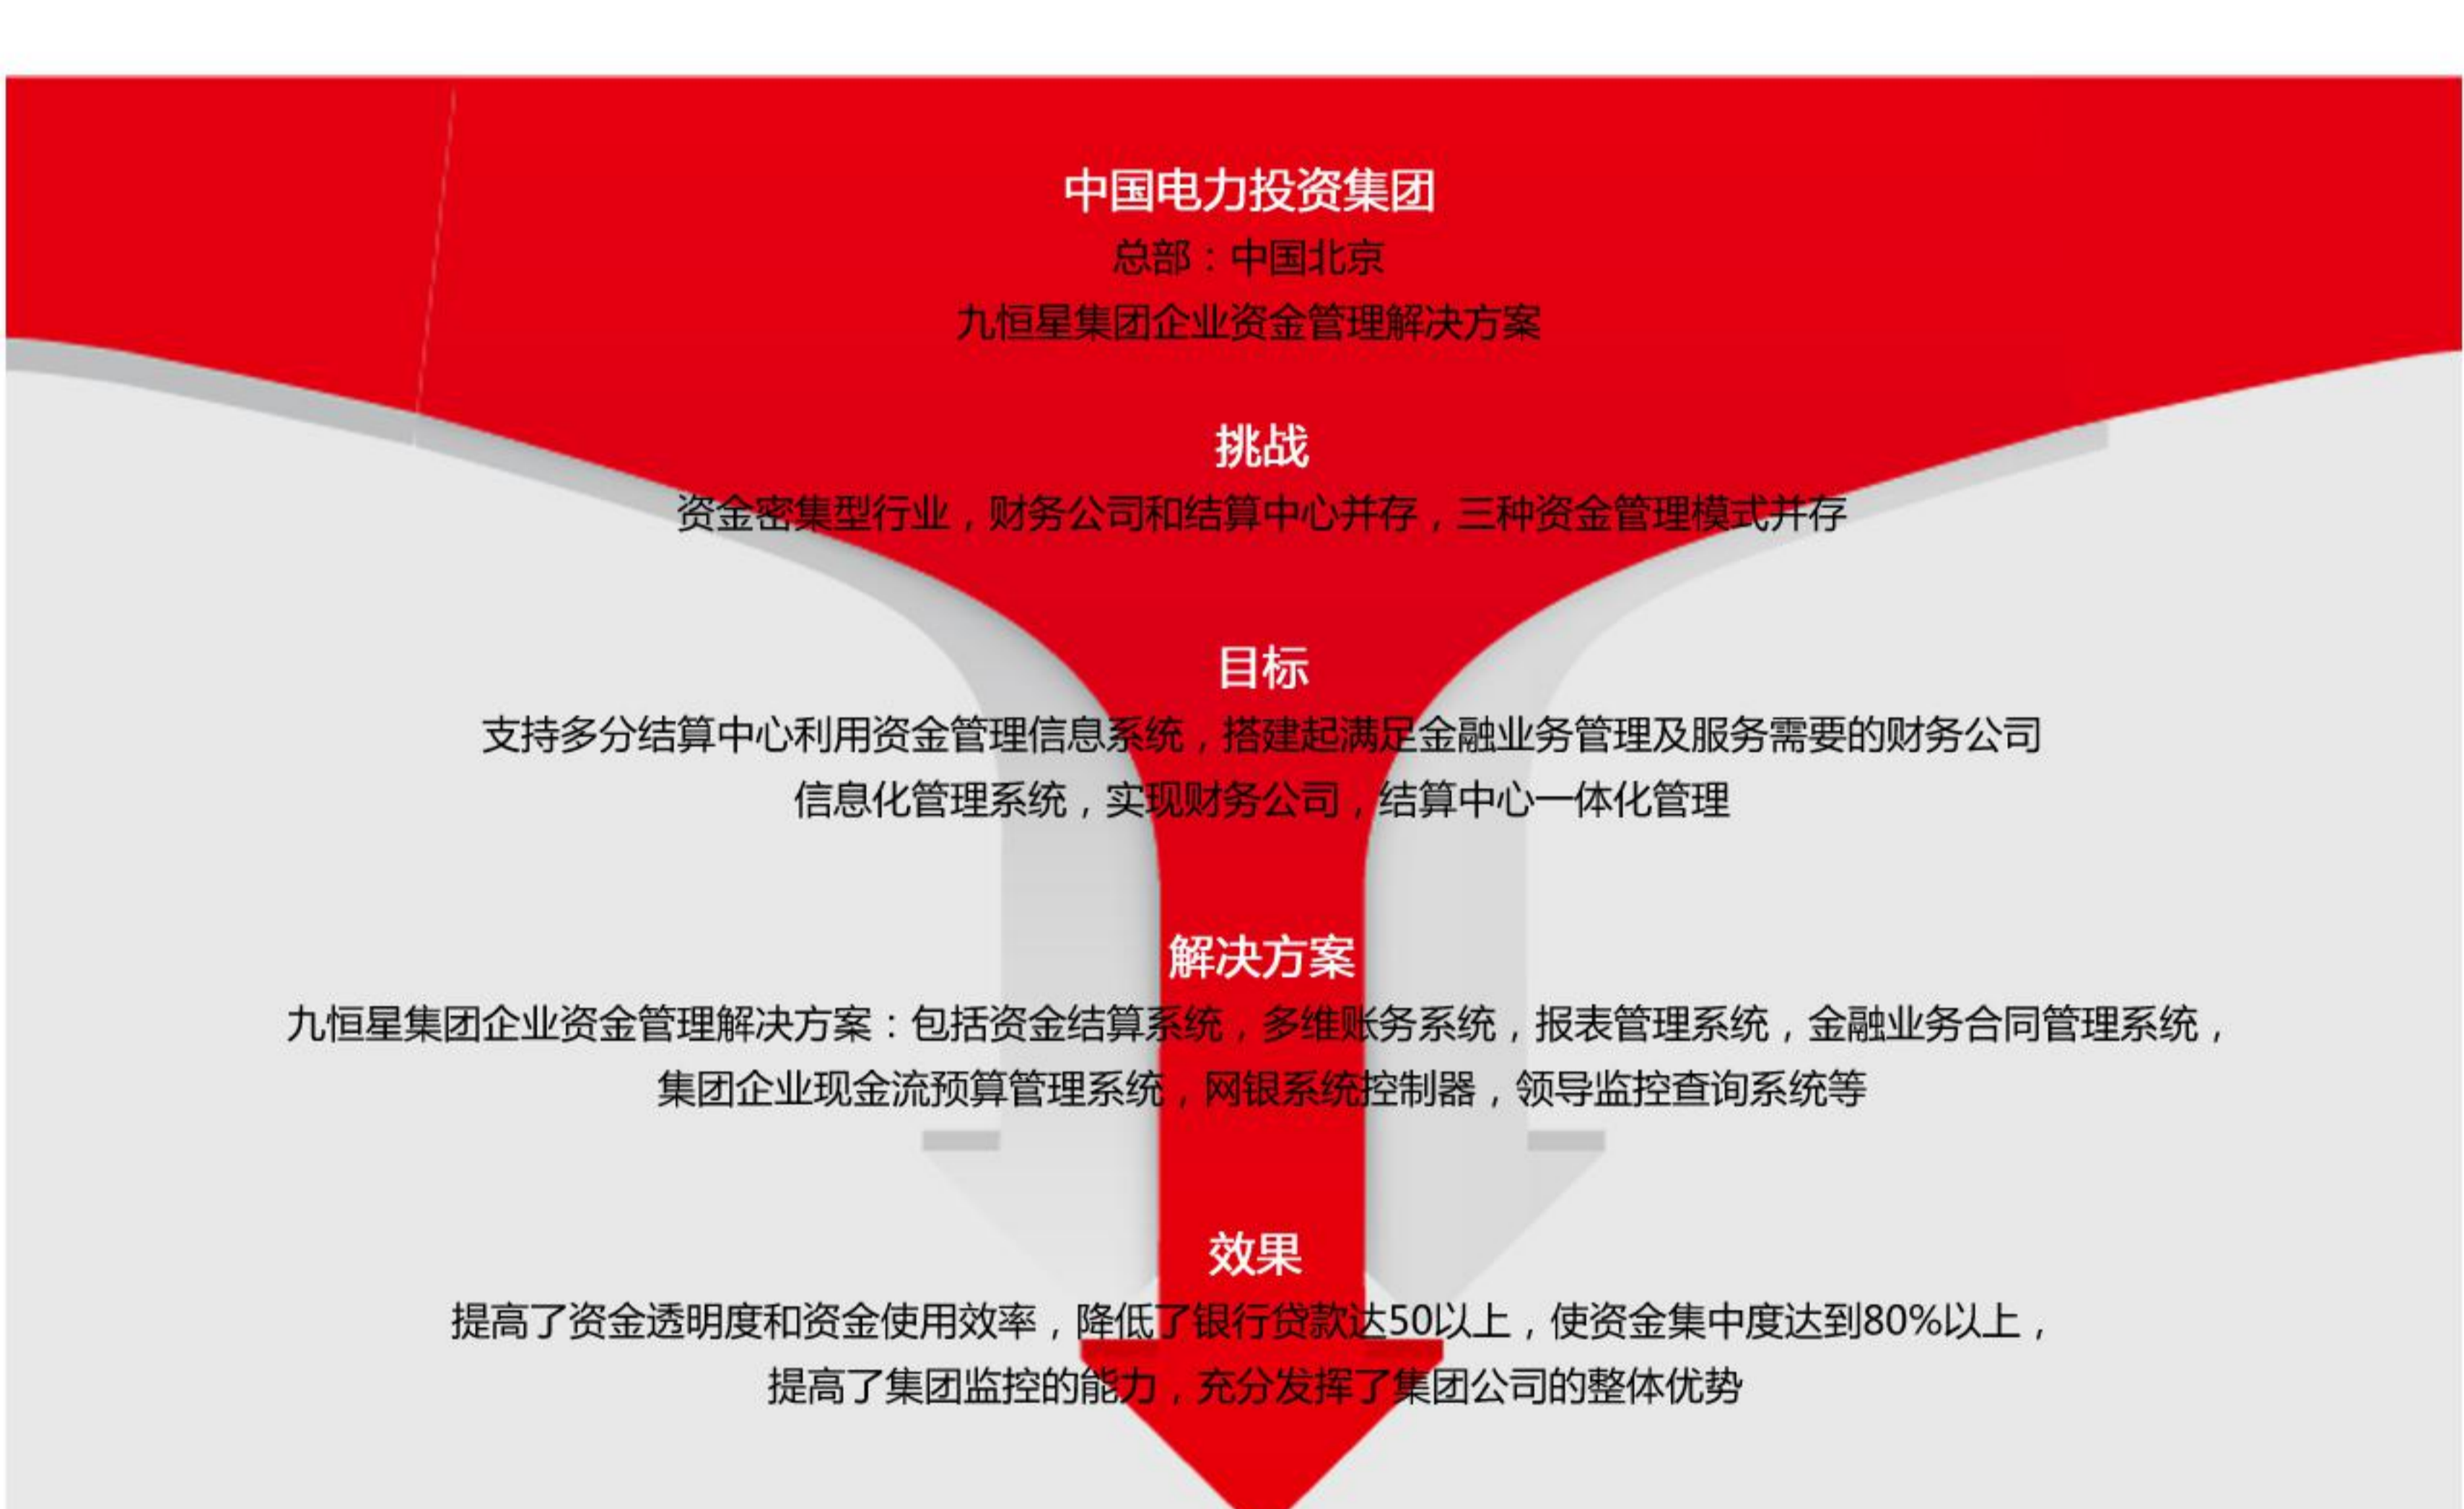 中国电力投资集团
总部：中国北京
九恒星集团企业资金管理解决方案
挑战
资金密集型行业，财务公司和结算中心并存，三种资金管理模式并存
目标
支持多分结算中心利用资金管理信息系统，搭建起满足金融业务管理及服务需要的财务公司
信息化管理系统，实现财务公司，结算中心一体化管理
解决方案
九恒星集团企业资金管理解决方案：包括资金结算系统，多维账务系统，报表管理系统，金融业务合同管理系统，
集团企业现金流预算管理系统，网银系统控制器，领导监控查询系统等
效果
提高了资金透明度和资金使用效率，降低了银行贷款达50以上，使资金集中度达到80%以上，
提高了集团监控的能力，充分发挥了集团公司的整体优势